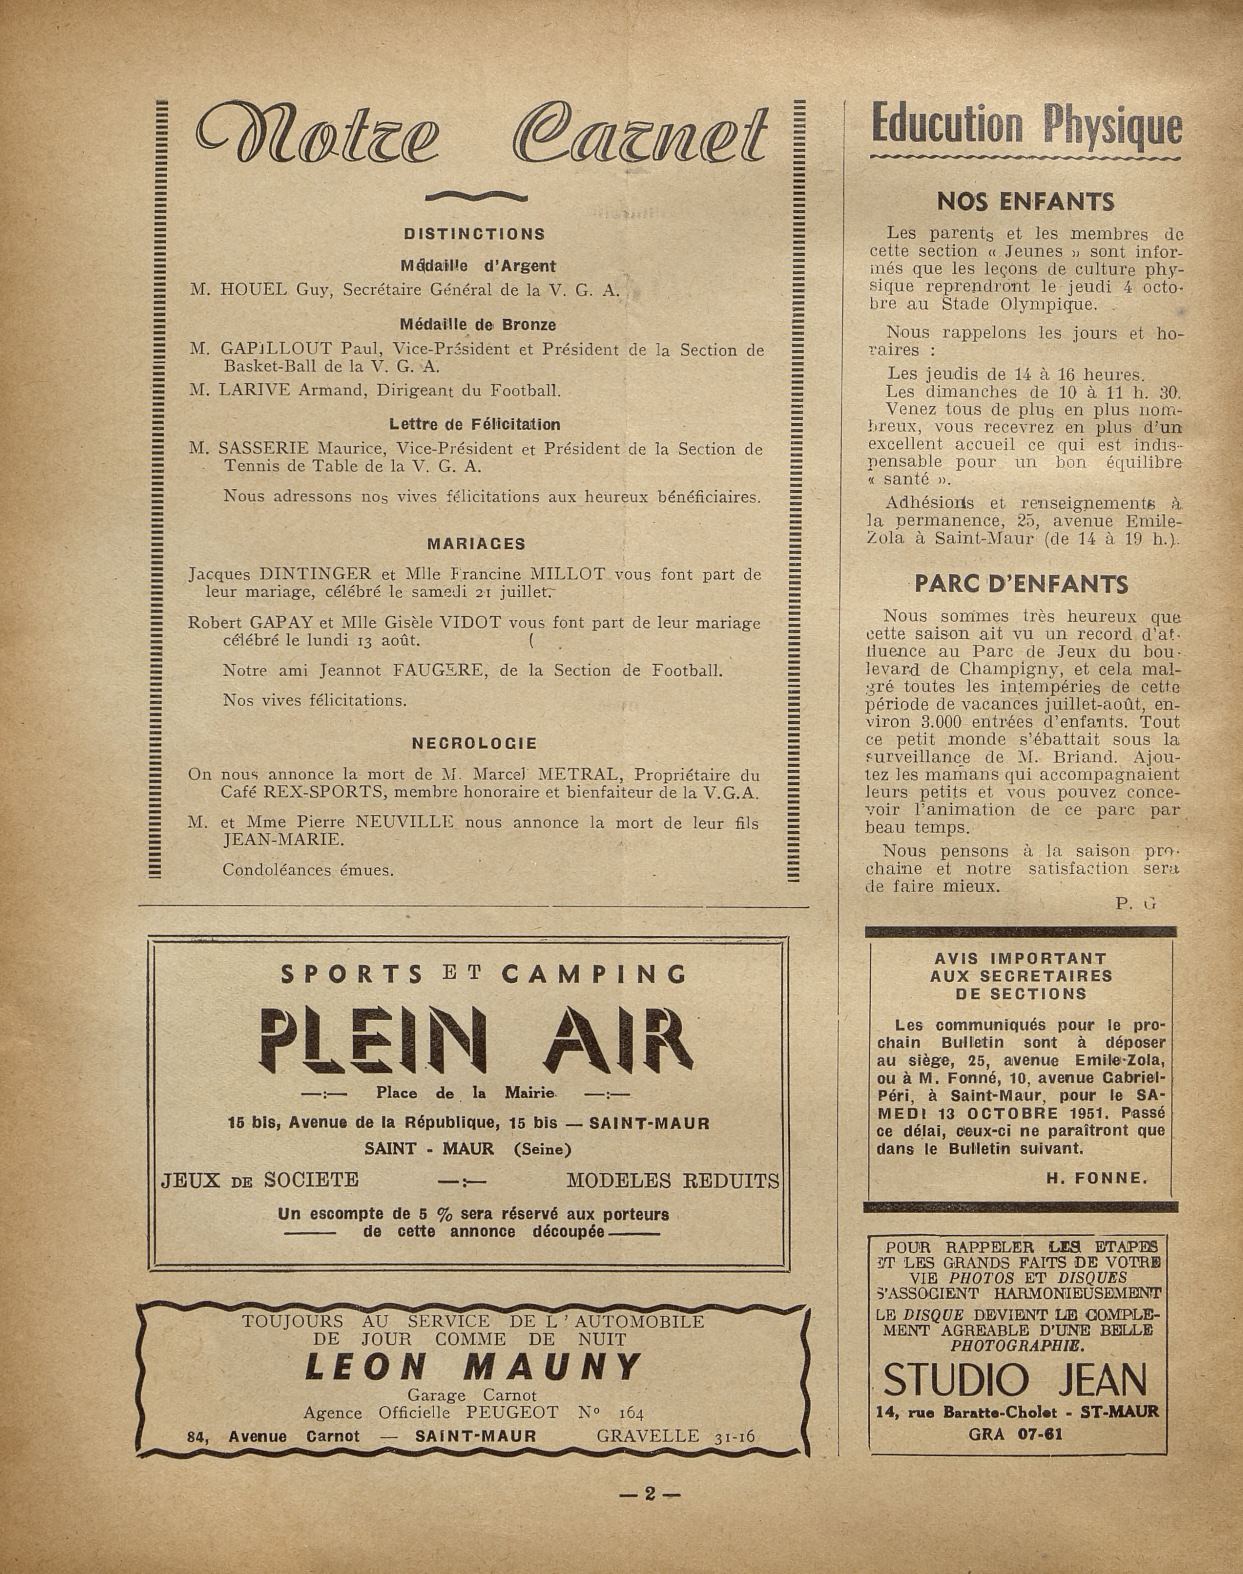 Notre Carnet
DISTINCTIONS
Médaille d'Argent
M. HOUEL Guy, Secrétaire Général de la V. G. A.
Médaille de Bronze
M. GAPILLOUT Paul, Vice-Président et Président de la Section de
Basket-Ball de la V. G. A.
M. LARIVE Armand, Dirigeant du Football.
Lettre de Félicitation
M. SASSERIE Maurice, Vice-Président et Président de la Section de
Tennis de Table de la V. G. A.
Nous adressons nos vives félicitations aux heureux bénéficiaires.
MARIAGES
Jacques DINTINGER et Mlle Francine MILLOT vous font part de
leur mariage, célébré le samedi 21 juillet.
Robert GAPAY et Mlle Gisèle VIDOT vous font part de leur mariage
célébré le lundi 13 août. (
Notre ami Jeannot FAUGERE, de la Section de Football.
Nos vives félicitations.
NECROLOGIE
On nous annonce la mort de M. Marcel METRAL, Propriétaire du
Café REX-SPORTS, membre honoraire et bienfaiteur de la V.G.A.
M. et Mme Pierre NEUVILLE nous annonce la mort de leur fils
JEAN-MARIE.
Condoléances émues.
SPORTS ET CAMPING
PLEIN AIR
—:— Place de la Mairie —:—
15 bis, Avenue de la République, 15 bis — SAINT-MAUR
SAINT - MAUR (Seine)
JEUX DE SOCIETE —:— MODELES REDUITS
Un escompte de 5 % sera réservé aux porteurs
—— de cette annonce découpée ——
TOUJOURS AU SERVICE DE L'AUTOMOBILE
DE JOUR COMME DE NUIT
LEON MAUNY
Garage Carnot
Agence Officielle PEUGEOT N° 164
84, Avenue Carnot — SAINT-MAUR GRAVELLE 31-16
Educution Physique
NOS ENFANTS
Les parents et les membres de
cette section « Jeunes » sont infor-
més que les leçons de culture phy-
sique reprendront le jeudi 4 octo-
bre au Stade Olympique.
Nous rappelons les jours et ho-
raires :
Les jeudis de 14 à 16 heures.
Les dimanches de 10 à 11 h. 30.
Venez tous de plus en plus nom-
breux, vous recevrez en plus d'un
excellent accueil ce qui est indis-
pensable pour un bon équilibre
« santé ».
Adhésions et renseignements à
la permanence, 25, avenue Emile-
Zola à Saint-Maur (de 14 à 19 h.).
PARC D'ENFANTS
Nous sommes très heureux que
cette saison ait vu un record d'af-
fluence au Parc de Jeux du bou-
levard de Champigny, et cela mal-
gré toutes les intempéries de cette
période de vacances juillet-août, en-
viron 3.000 entrées d'enfants. Tout
ce petit monde s'ébattait sous la
surveillance de M. Briand. Ajou-
tez les mamans qui accompagnaient
leurs petits et vous pouvez conce-
voir l'animation de ce parc par
beau temps.
Nous pensons à la saison pro-
chaine et notre satisfaction sera
de faire mieux.
P. G
AVIS IMPORTANT
AUX SECRETAIRES
DE SECTIONS
Les communiqués pour le pro-
chain Bulletin sont à déposer
au siège, 25, avenue Emile-Zola,
ou à M. Fonné, 10, avenue Gabriel-
Péri, à Saint-Maur, pour le SA-
MEDI 13 OCTOBRE 1951. Passé
ce délai, ceux-ci ne paraîtront que
dans le Bulletin suivant.
H. FONNE.
POUR RAPPELER LES ETAPES
ET LES GRANDS FAITS DE VOTRE
VIE PHOTOS ET DISQUES
S'ASSOCIENT HARMONIEUSEMENT
LE DISQUE DEVIENT LE COMPLE-
MENT AGREABLE D'UNE BELLE
PHOTOGRAPHIE.
STUDIO JEAN
14, rue Baratte-Cholet - ST-MAUR
GRA 07-61
— 2 —